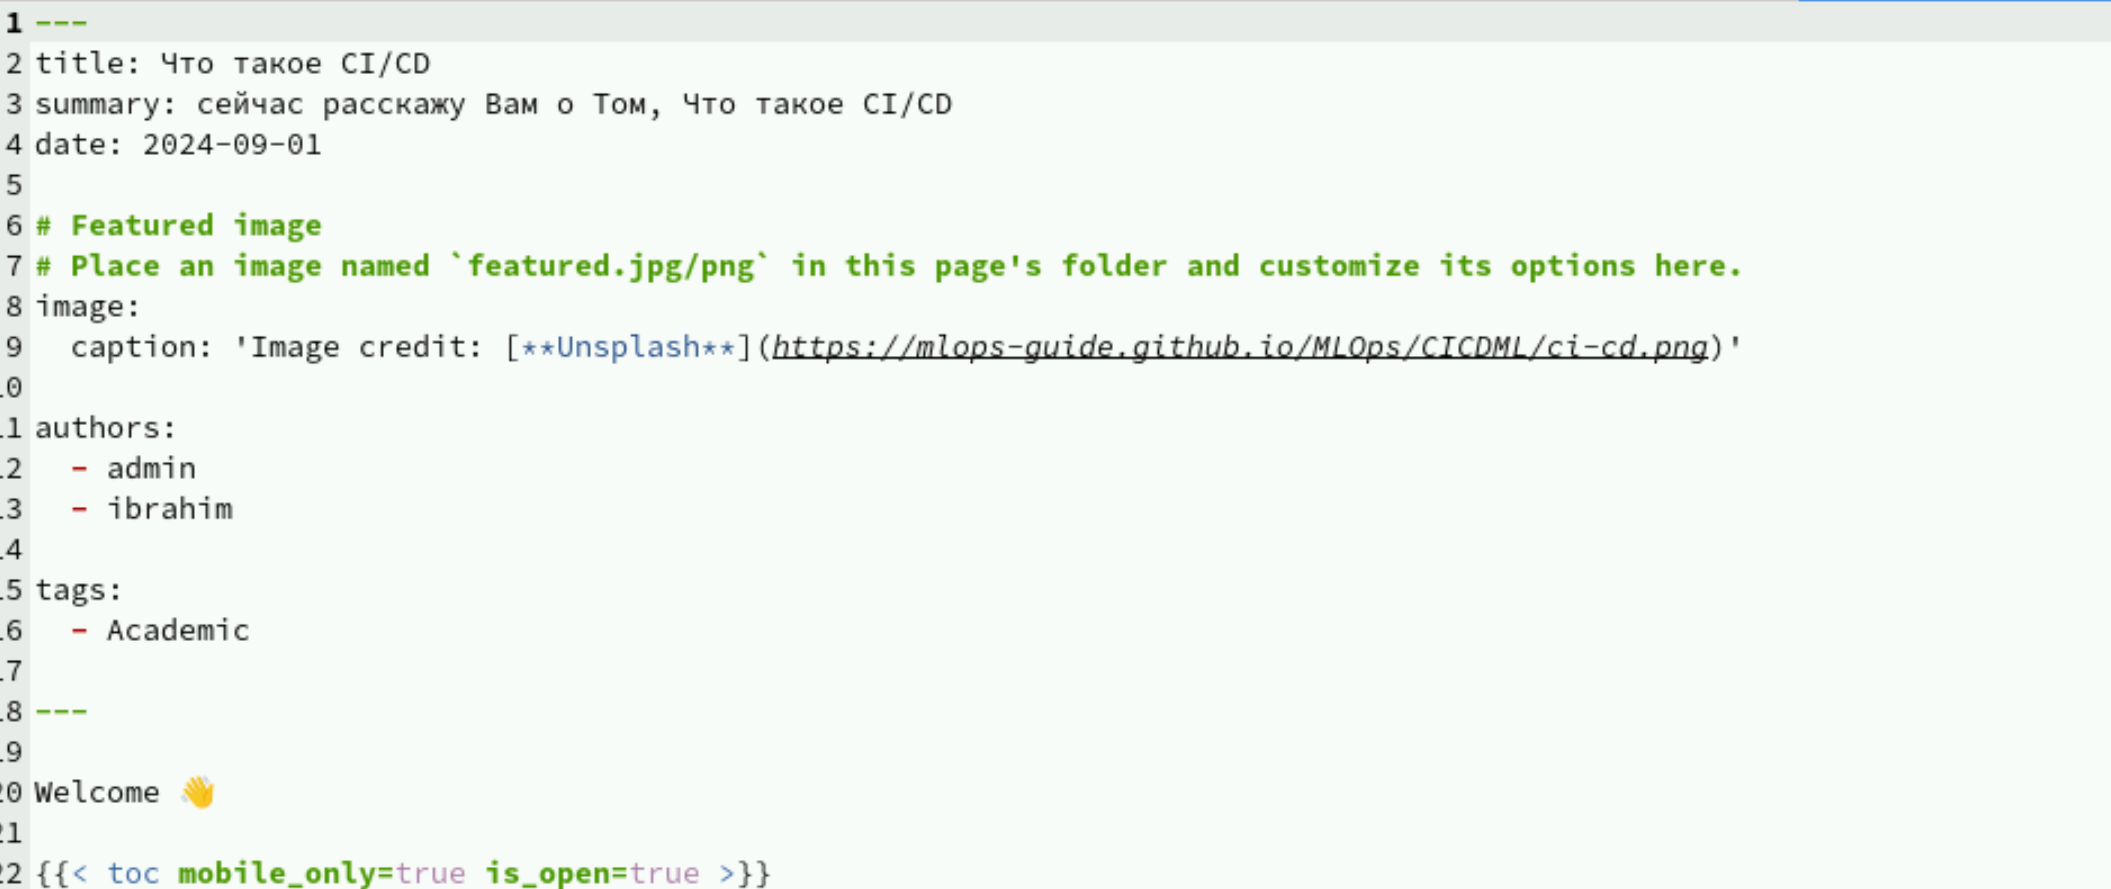 1 ---
2 title: Что такое CI/CD
3 summary: сейчас расскажу Вам о Том, Что такое CI/CD
4 date: 2024-09-01
5
6 # Featured image
7 # Place an image named `featured.jpg/png` in this page's folder and customize its options here.
8 image:
9   caption: 'Image credit: [**Unsplash**](https://mlops-guide.github.io/MLOps/CICDML/ci-cd.png)'
10
11 authors:
12   - admin
13   - ibrahim
14
15 tags:
16   - Academic
17
18 ---
19
20 Welcome 👋
21
22 {{< toc mobile_only=true is_open=true >}}